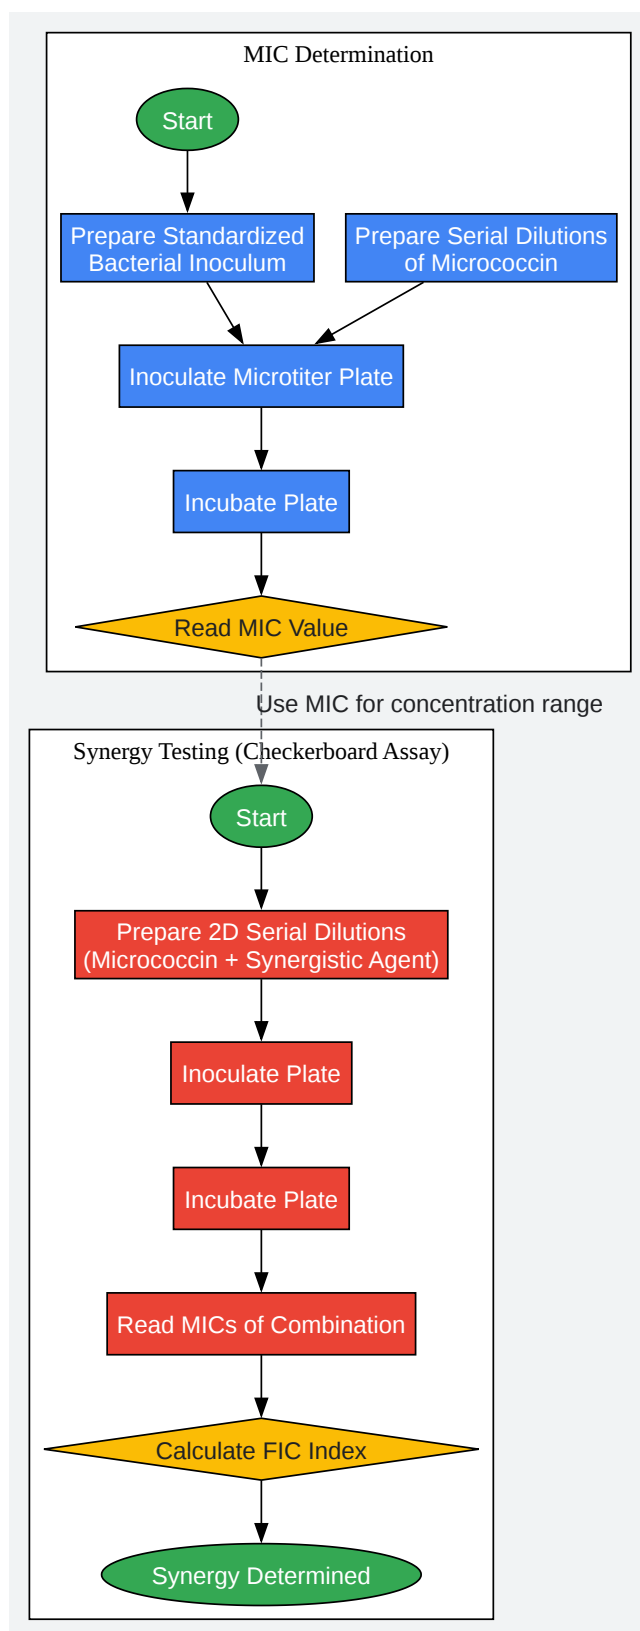 MIC Determination
Start
Prepare Standardized
Bacterial Inoculum
Prepare Serial Dilutions
of Micrococcin
Inoculate Microtiter Plate
Incubate Plate
Read MIC Value
Use MIC for concentration range
Synergy Testing (Checkerboard Assay)
Start
Prepare 2D Serial Dilutions
(Micrococcin + Synergistic Agent)
Inoculate Plate
Incubate Plate
Read MICs of Combination
Calculate FIC Index
Synergy Determined